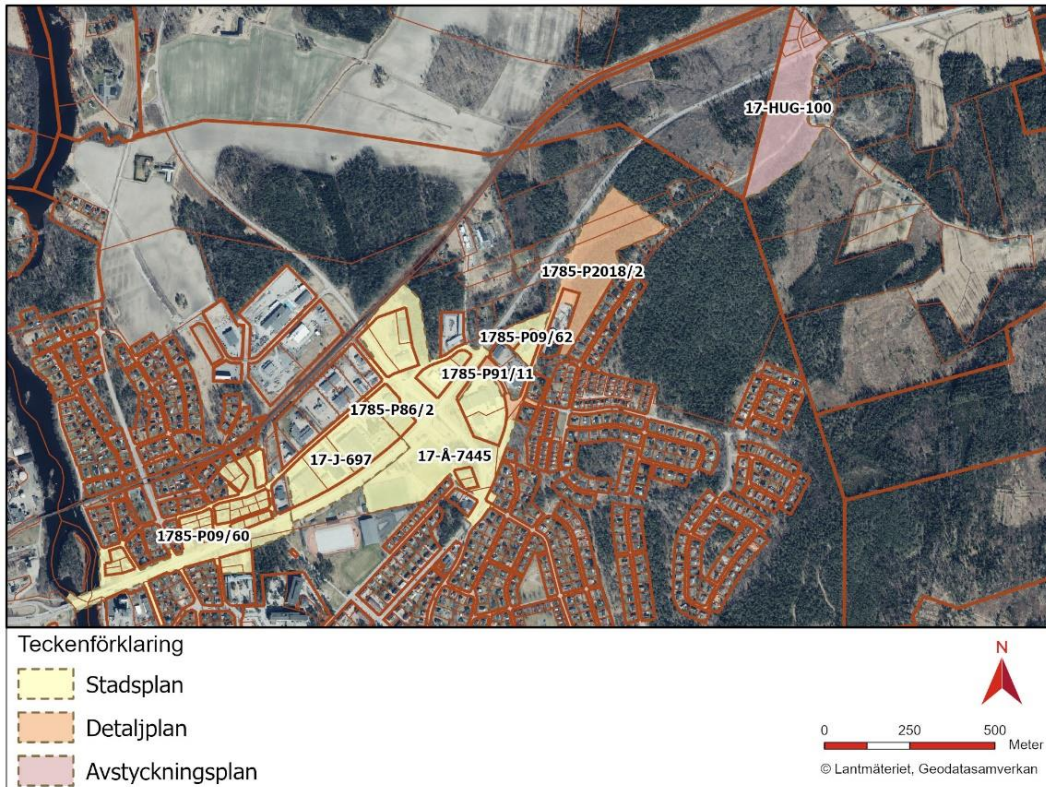 17-HUG-100
1785-P2018/2
1785-P09/62
1785-P91/11
1785-P86/2
17-J-697
17-Å-7445
1785-P09/60
Teckenförklaring
Stadsplan
Detaljplan
Avstyckningsplan
N
0 250 500
Meter
© Lantmäteriet, Geodatasamverkan